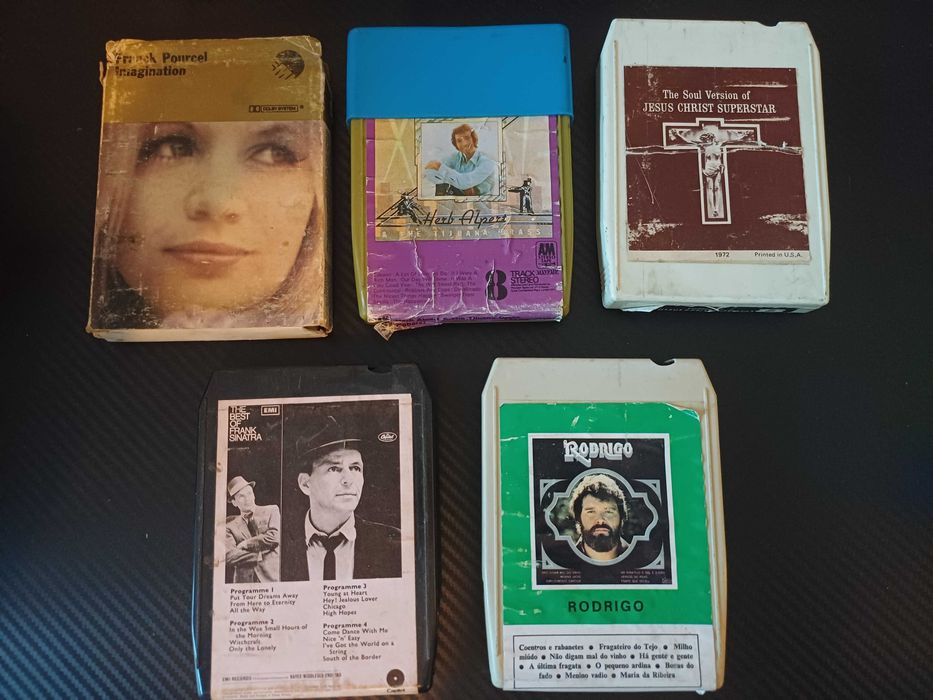 Franck Pourcel
Imagination
DOLBY SYSTEM
Herb Alpert
& THE TIJUANA BRASS
AM
8 TRACK
STEREO
The Soul Version of
JESUS CHRIST SUPERSTAR
1972 Printed in U.S.A.
THE
BEST
OF
FRANK
SINATRA
EMI
Capitol
Programme 1
Put Your Dreams Away
From Here to Eternity
All the Way
Programme 2
In the Wee Small Hours of
the Morning
Witchcraft
Only the Lonely
Programme 3
Young at Heart
Hey! Jealous Lover
Chicago
High Hopes
Programme 4
Come Dance With Me
Nice 'n' Easy
I've Got the World on a
String
South of the Border
EMI RECORDS HAYES MIDDLESEX ENGLAND
Capitol
RODRIGO
RODRIGO
Coentros e rabanetes • Fragateiro do Tejo • Milho
miúdo • Não digam mal do vinho • Há gente e gente
• A última fragata • O pequeno ardina • Bocas do
fado • Menino vadio • Maria da Ribeira